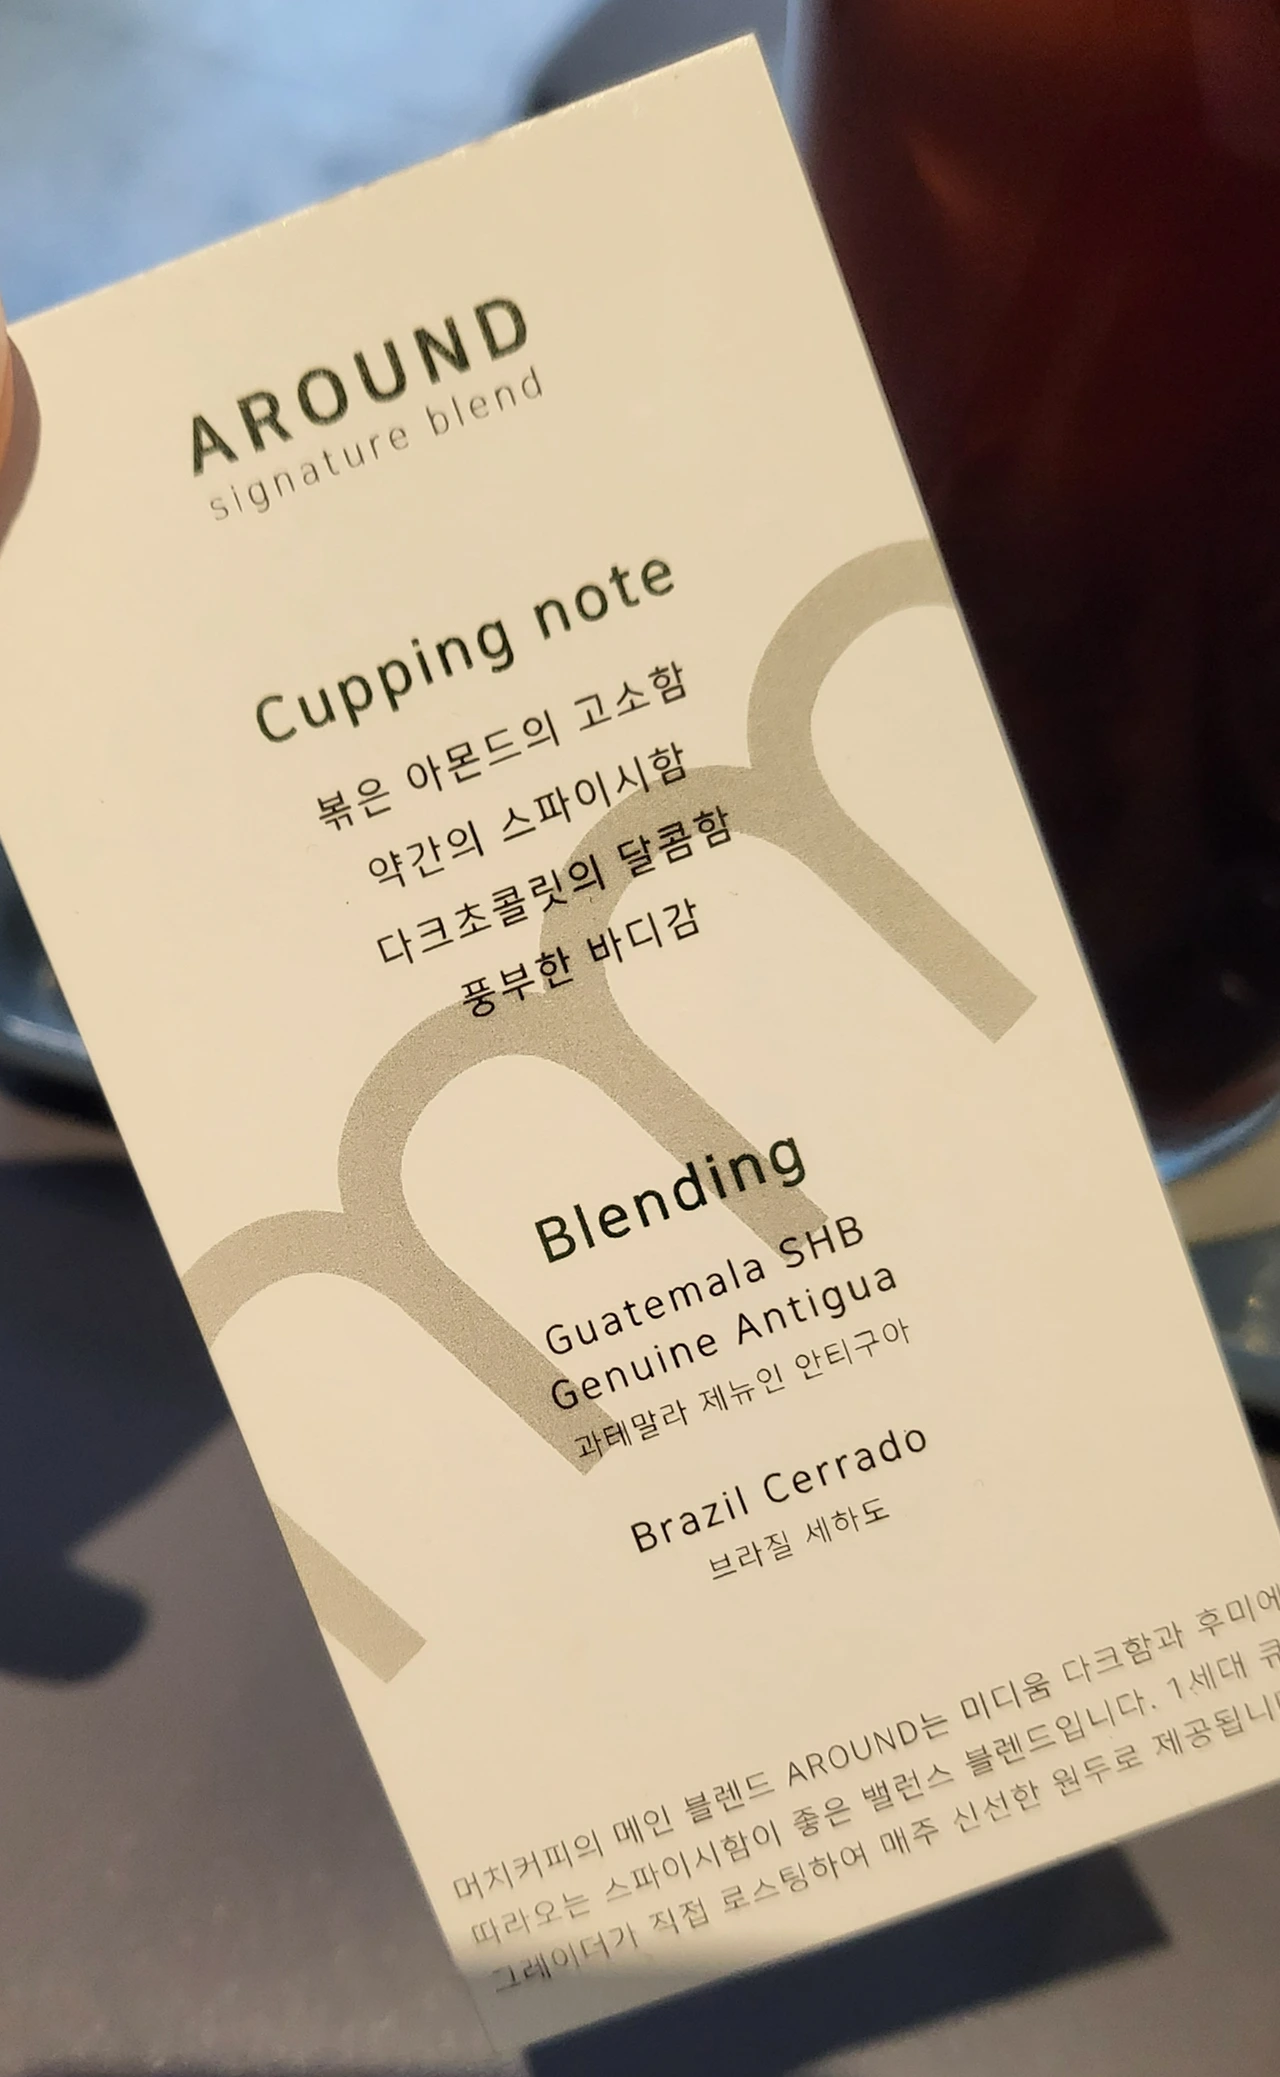 AROUND
signature blend
Cupping note
볶은 아몬드의 고소함
약간의 스파이시함
다크초콜릿의 달콤함
풍부한 바디감
Blending
Guatemala SHB
Genuine Antigua
과테말라 제뉴인 안티구아
Brazil Cerrado
브라질 세하도
머치커피의 메인 블렌드 AROUND는 미디움 다크함과 후미에
따라오는 스파이시함이 좋은 밸런스 블렌드입니다. 1세대 큐
그레이더가 직접 로스팅하여 매주 신선한 원두로 제공됩니다